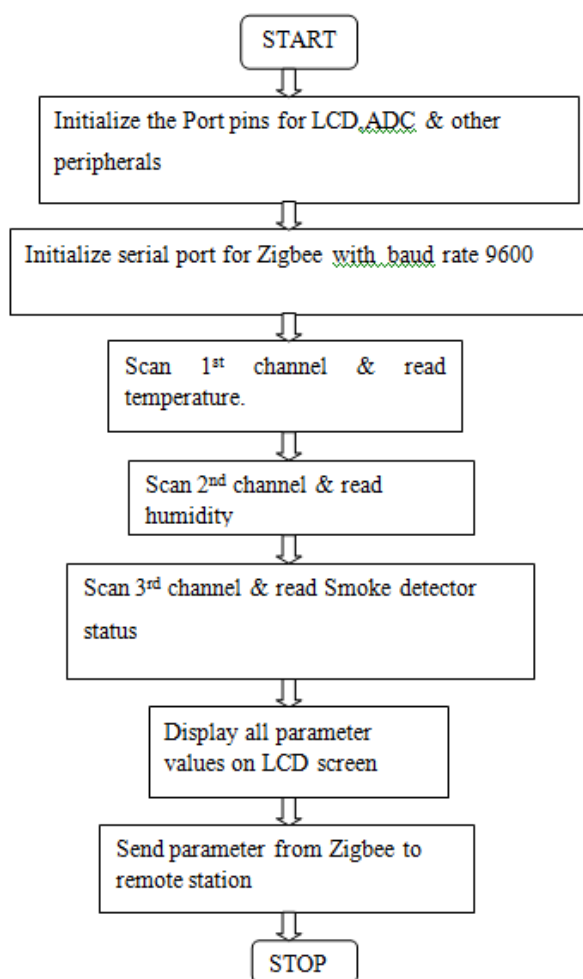 START
Initialize the Port pins for LCD,ADC & other
peripherals
Initialize serial port for Zigbee with baud rate 9600
Scan 1st channel & read
temperature.
Scan 2nd channel & read
humidity
Scan 3rd channel & read Smoke detector
status
Display all parameter
values on LCD screen
Send parameter from Zigbee to
remote station
STOP